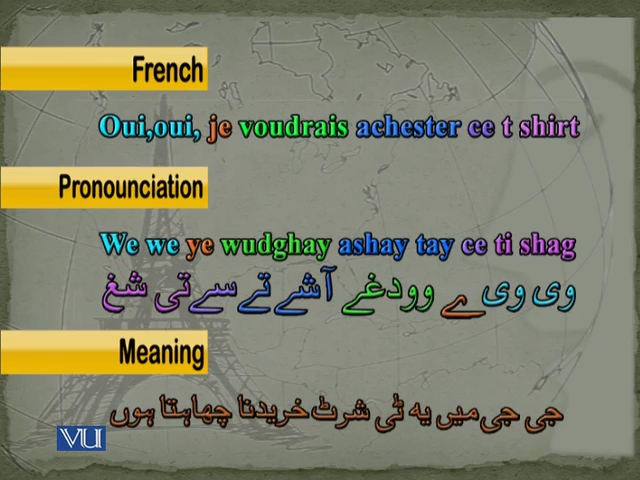 French
Oui,oui, je voudrais achester ce t shirt
Pronounciation
We we ye wudghay ashay tay ce ti shag
وی وی ے وودغے آشے تے سے تی شغ
Meaning
جی جی میں یہ ٹی شرٹ خریدنا چھاہتا ہوں
VU